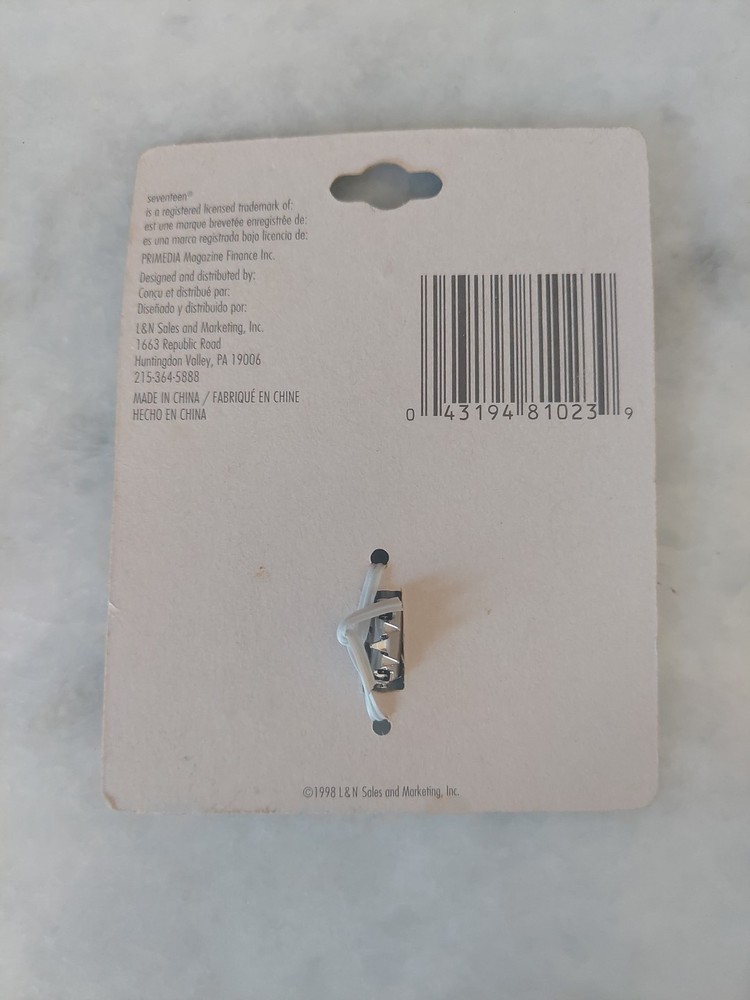 seventeen®
is a registered licensed trademark of:
est une marque brevetée enregistrée de:
es una marca registrada bajo licencia de:
PRIMEDIA Magazine Finance Inc.
Designed and distributed by:
Conçu et distribué par:
Diseñado y distribuido por:
L&N Sales and Marketing, Inc.
1663 Republic Road
Huntingdon Valley, PA 19006
215-364-5888
MADE IN CHINA / FABRIQUÉ EN CHINE
HECHO EN CHINA
0 43194 81023 9
©1998 L&N Sales and Marketing, Inc.